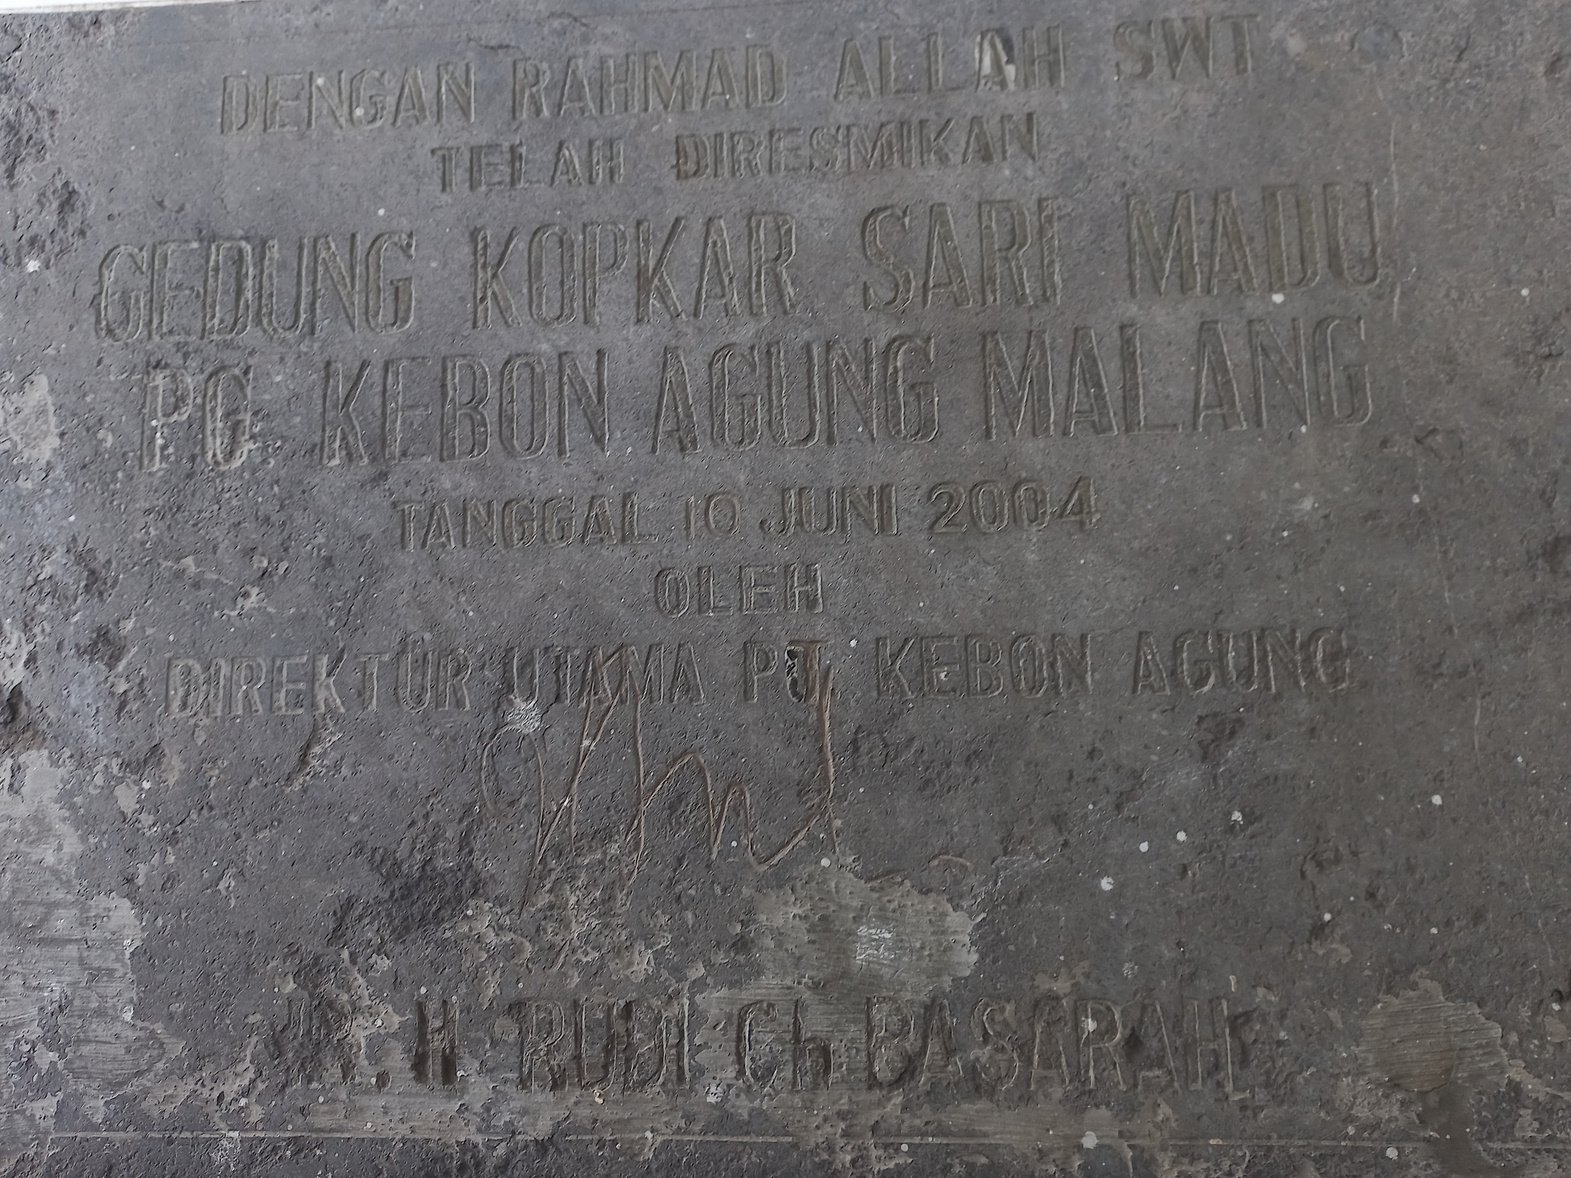 DENGAN RAHMAD ALLAH SWT
TELAH DIRESMIKAN
GEDUNG KOPKAR SARI MADU
PG KEBON AGUNG MALANG
TANGGAL 10 JUNI 2004
OLEH
DIREKTUR UTAMA PT KEBON AGUNG
IR. H RUDI Ch BASARAH